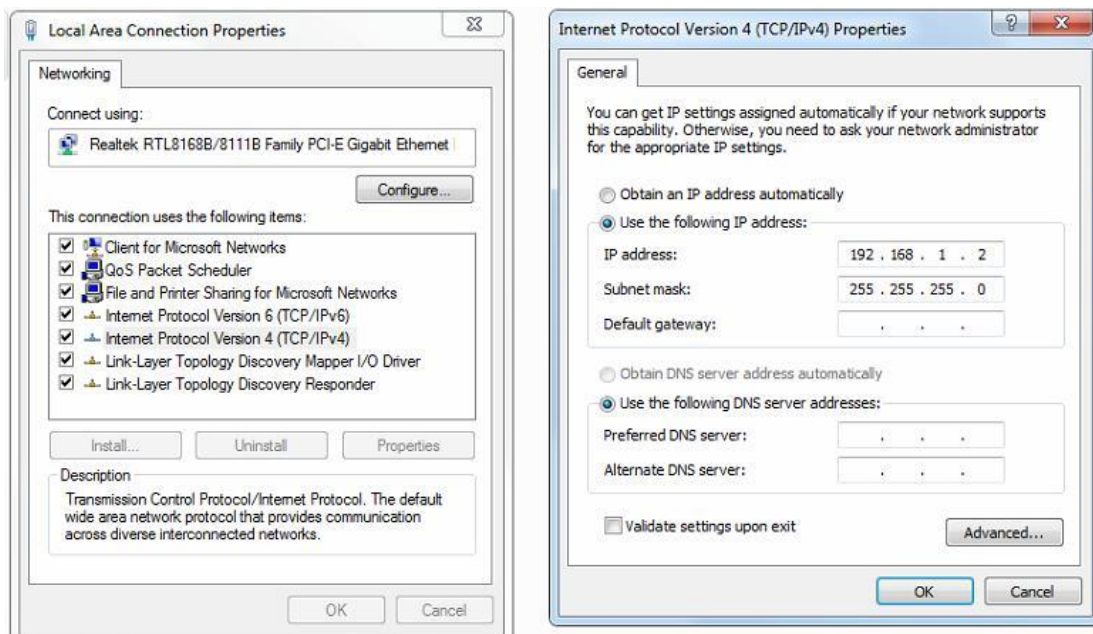 Local Area Connection Properties
Networking
Connect using:
Realtek RTL8168B/8111B Family PCI-E Gigabit Ethernet
Configure...
This connection uses the following items:
Client for Microsoft Networks
QoS Packet Scheduler
File and Printer Sharing for Microsoft Networks
Internet Protocol Version 6 (TCP/IPv6)
Internet Protocol Version 4 (TCP/IPv4)
Link-Layer Topology Discovery Mapper I/O Driver
Link-Layer Topology Discovery Responder
Install...
Uninstall
Properties
Description
Transmission Control Protocol/Internet Protocol. The default
wide area network protocol that provides communication
across diverse interconnected networks.
OK
Cancel
Internet Protocol Version 4 (TCP/IPv4) Properties
?
General
You can get IP settings assigned automatically if your network supports
this capability. Otherwise, you need to ask your network administrator
for the appropriate IP settings.
Obtain an IP address automatically
Use the following IP address:
IP address: 192 . 168 . 1 . 2
Subnet mask: 255 . 255 . 255 . 0
Default gateway: . . .
Obtain DNS server address automatically
Use the following DNS server addresses:
Preferred DNS server: . . .
Alternate DNS server: . . .
Validate settings upon exit
Advanced...
OK
Cancel